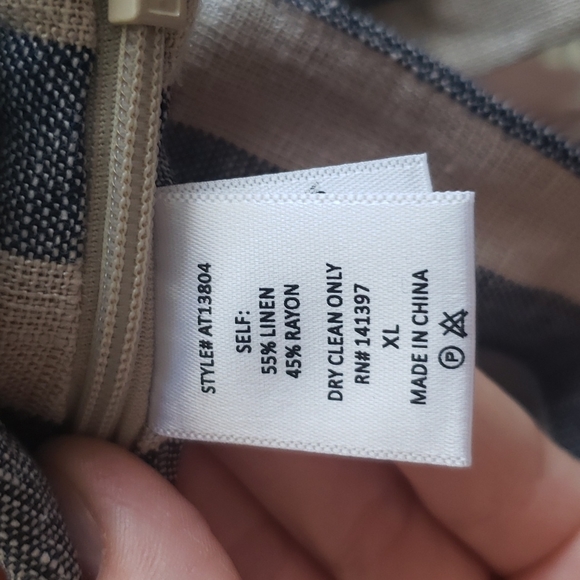 STYLE# AT13804
SELF:
55% LINEN
45% RAYON
DRY CLEAN ONLY
RN# 141397
XL
MADE IN CHINA
P